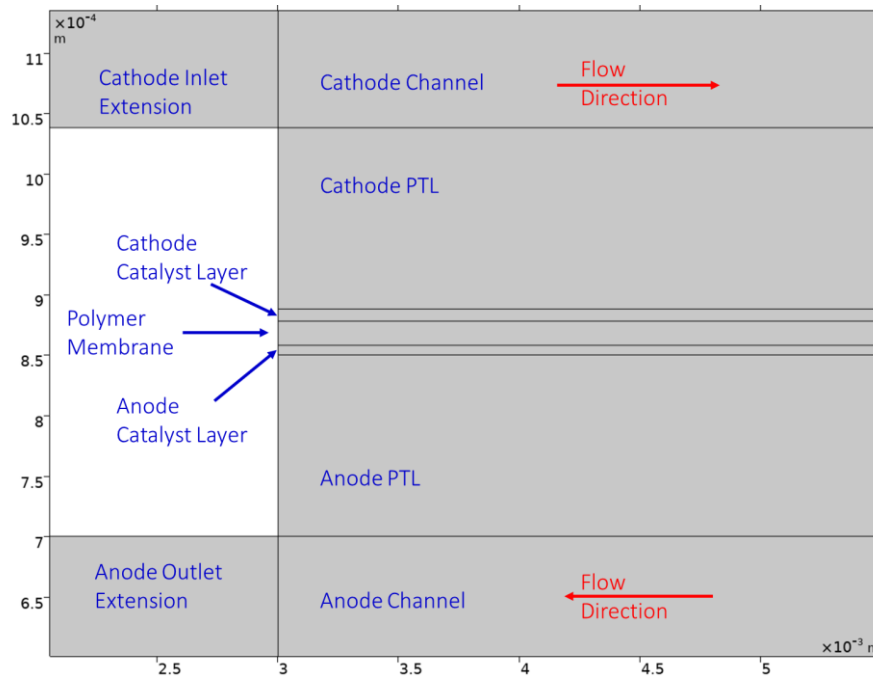 ×10⁻⁴
m
11
10.5
10
9.5
9
8.5
8
7.5
7
6.5
Cathode Inlet
Extension
Cathode Channel
Flow
Direction
Cathode PTL
Cathode
Catalyst Layer
Polymer
Membrane
Anode
Catalyst Layer
Anode PTL
Anode Outlet
Extension
Anode Channel
Flow
Direction
×10⁻³ m
2.5 3 3.5 4 4.5 5